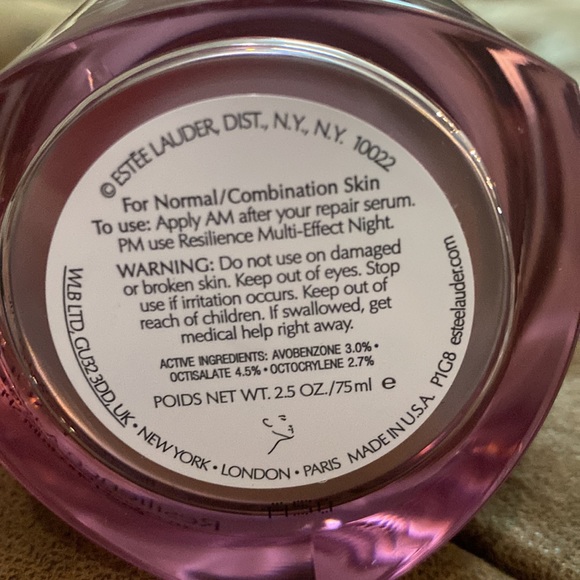 © ESTÉE LAUDER, DIST., N.Y., N.Y. 10022
For Normal/Combination Skin
To use: Apply AM after your repair serum.
PM use Resilience Multi-Effect Night.
WARNING: Do not use on damaged
or broken skin. Keep out of eyes. Stop
use if irritation occurs. Keep out of
reach of children. If swallowed, get
medical help right away.
ACTIVE INGREDIENTS: AVOBENZONE 3.0% •
OCTISALATE 4.5% • OCTOCRYLENE 2.7%
POIDS NET WT. 2.5 OZ./75ml e
WLB LTD, GU32 3DD, UK • NEW YORK • LONDON • PARIS MADE IN U.S.A. P1G8 esteelauder.com